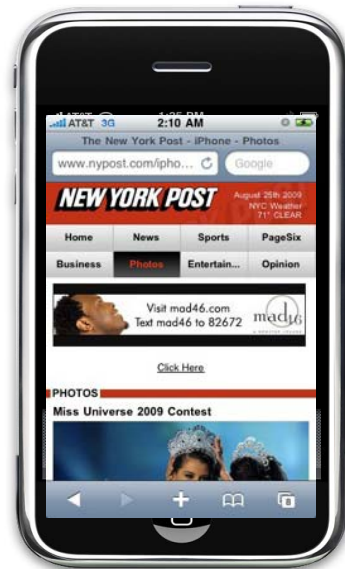 AT&T 3G 2:10 AM
The New York Post - iPhone - Photos
www.nypost.com/ipho... Google
NEW YORK POST
August 25th 2009
NYC Weather
71° CLEAR
Home News Sports PageSix
Business Photos Entertain... Opinion
Visit mad46.com
Text mad46 to 82672
mad46
Click Here
PHOTOS
Miss Universe 2009 Contest
8